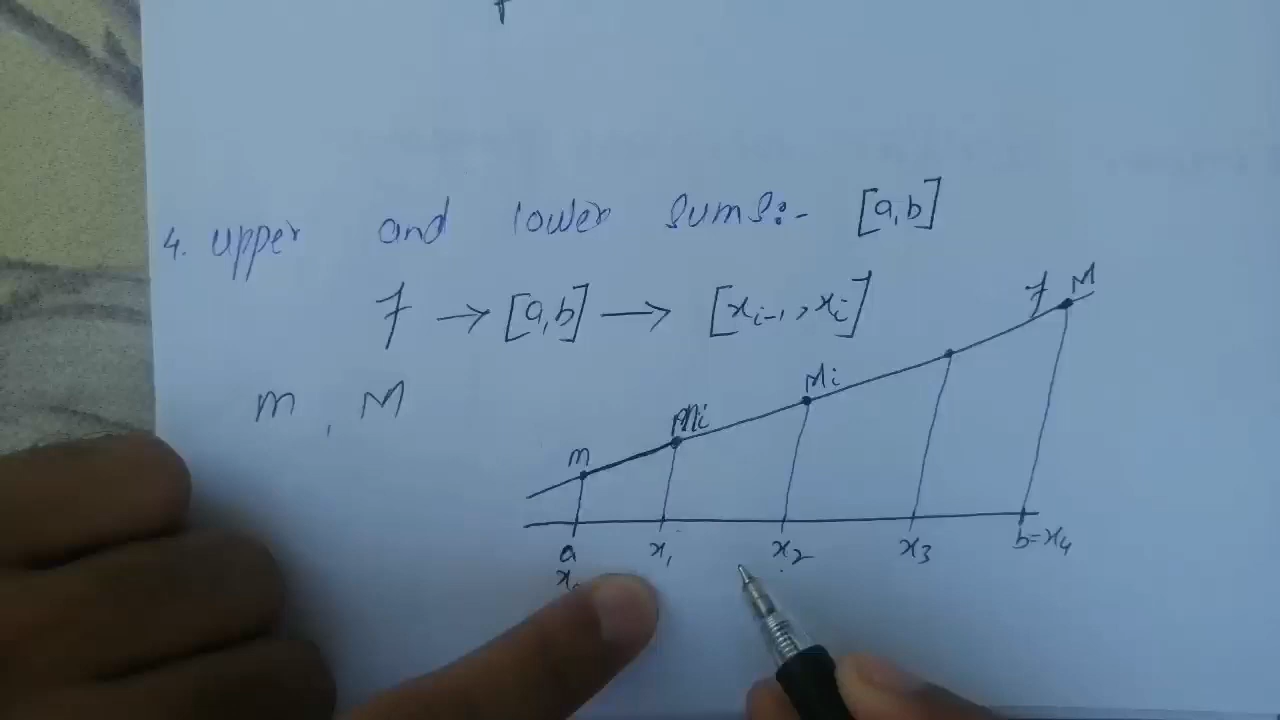 4. upper and lower sums:- [a,b]
f → [a,b] → [xᵢ₋₁, xᵢ]
f M
m , M
Mi
mi
m
a x₁ x₂ x₃ b=x₄